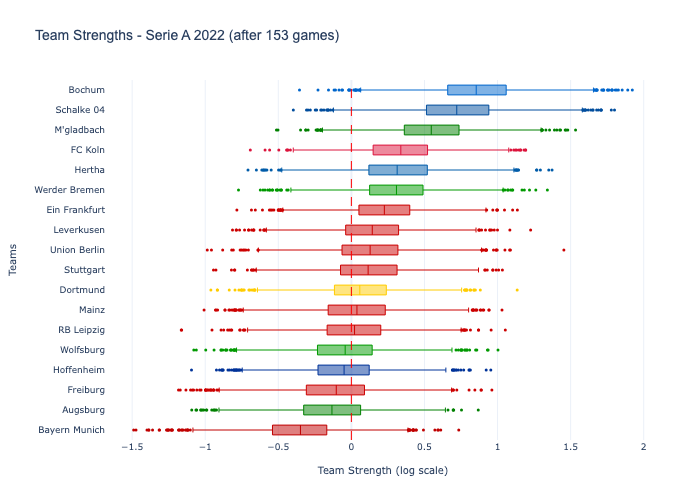 Team Strengths - Serie A 2022 (after 153 games)
Bochum
Schalke 04
M'gladbach
FC Koln
Hertha
Werder Bremen
Ein Frankfurt
Leverkusen
Union Berlin
Stuttgart
Dortmund
Mainz
RB Leipzig
Wolfsburg
Hoffenheim
Freiburg
Augsburg
Bayern Munich
Teams
−1.5 −1 −0.5 0 0.5 1 1.5 2
Team Strength (log scale)